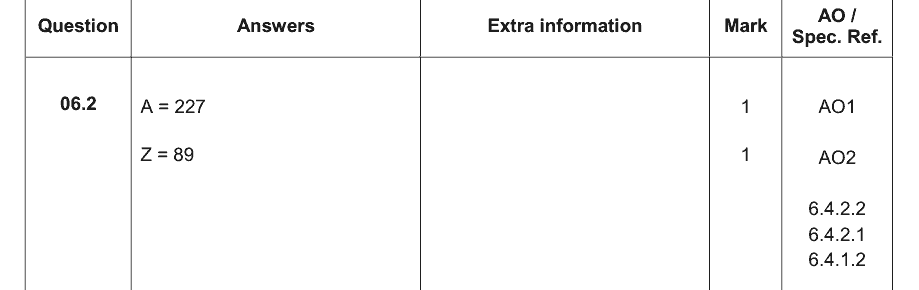 Question Answers Extra information Mark AO /
Spec. Ref.
06.2 A = 227 1 AO1
Z = 89 1 AO2
6.4.2.2
6.4.2.1
6.4.1.2